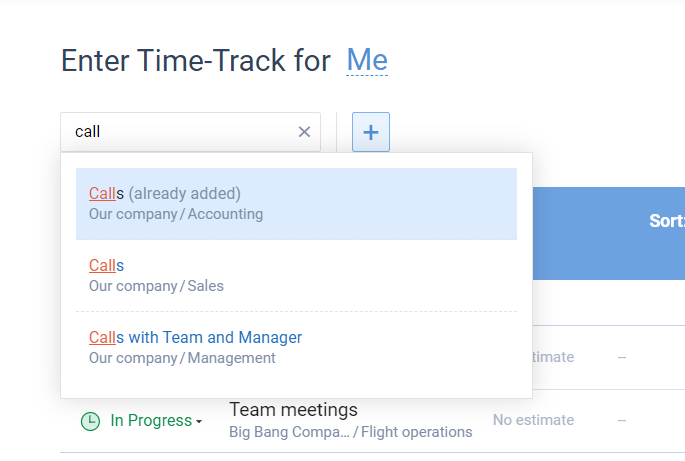 Enter Time-Track for Me
call
Calls (already added)
Our company / Accounting
Sort:
Calls
Our company / Sales
Calls with Team and Manager
Our company / Management
timate --
In Progress
Team meetings
Big Bang Compa... / Flight operations
No estimate --